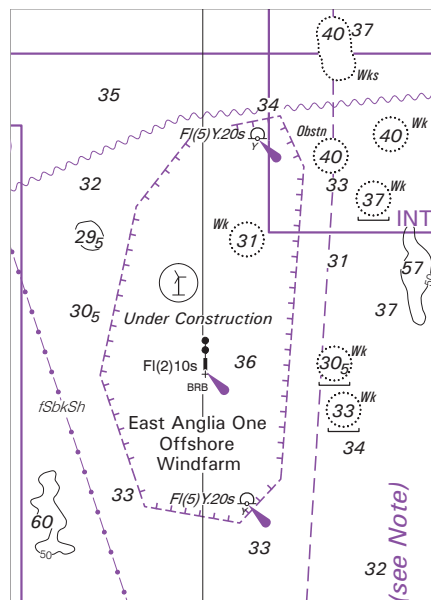 40
37
Wks
35
34
Fl(5)Y.20s
Y
Obstn
40
Wk
40
32
33
Wk
37
INT
29₅
Wk
31
31
57
50
30₅
Under Construction
37
Fl(2)10s
BRB
36
30₅
Wk
fSbkSh
33
Wk
East Anglia One
Offshore
Windfarm
34
33
Fl(5)Y.20s
Y
60
50
33
32
(see Note)